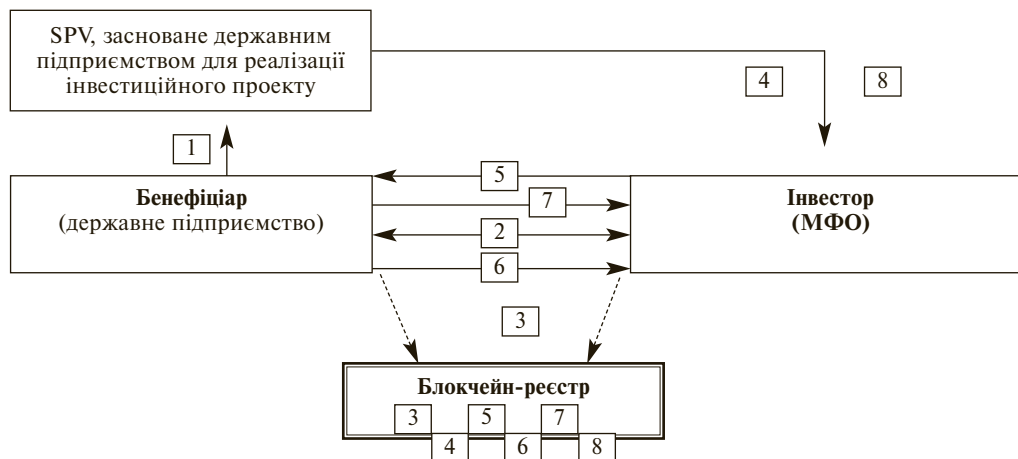 SPV, засноване державним
підприємством для реалізації
інвестиційного проекту
4
8
1
5
Бенефіціар
(державне підприємство)
7
Інвестор
(МФО)
2
6
3
Блокчейн-реєстр
3
5
7
4
6
8